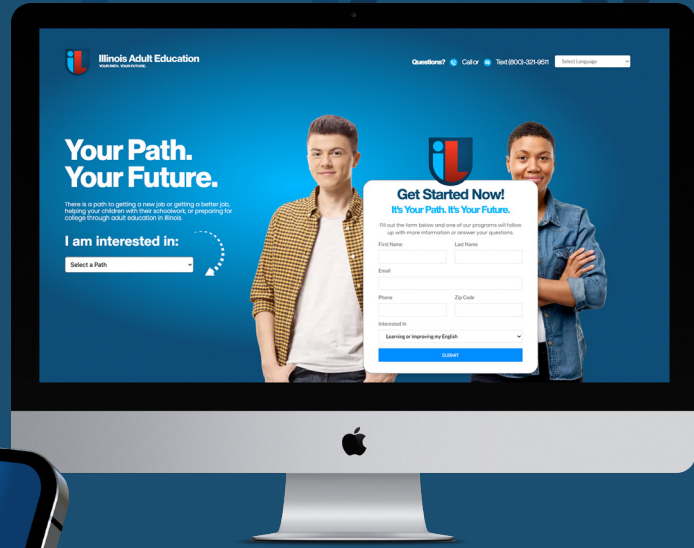 iL
Illinois Adult Education
YOUR PATH. YOUR FUTURE.
Questions? Call or Text (800)-321-9511
Select Language
Your Path.
Your Future.
There is a path to getting a new job or getting a better job,
helping your children with their schoolwork, or preparing for
college through adult education in Illinois.
I am interested in:
Select a Path
iL
Get Started Now!
It's Your Path. It's Your Future.
Fill out the form below and one of our programs will follow
up with more information or answer your questions.
First Name Last Name
Email
Phone Zip Code
Interested In
Learning or improving my English
SUBMIT